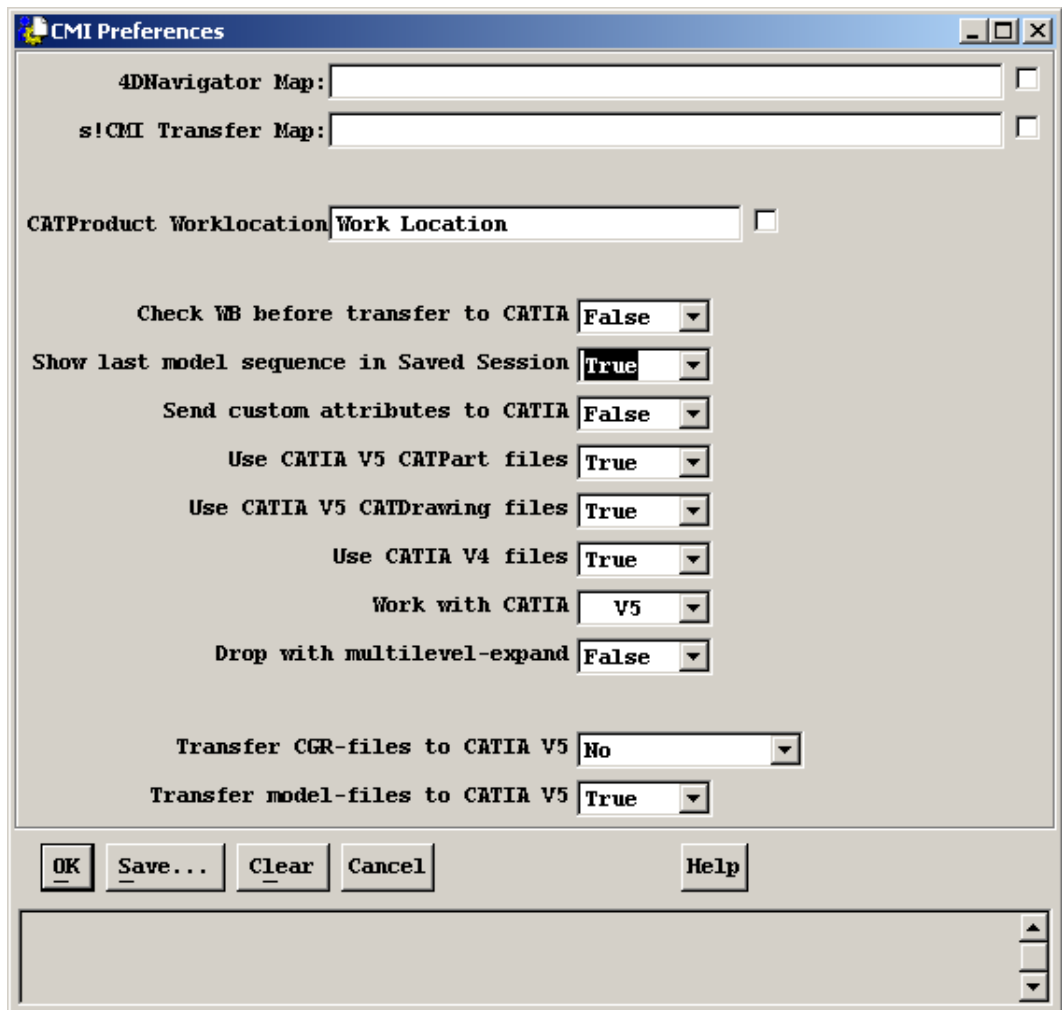 CMI Preferences
4DNavigator Map:
s!CMI Transfer Map:
CATProduct Worklocation Work Location
Check WB before transfer to CATIA False
Show last model sequence in Saved Session True
Send custom attributes to CATIA False
Use CATIA V5 CATPart files True
Use CATIA V5 CATDrawing files True
Use CATIA V4 files True
Work with CATIA V5
Drop with multilevel-expand False
Transfer CGR-files to CATIA V5 No
Transfer model-files to CATIA V5 True
OK Save... Clear Cancel Help